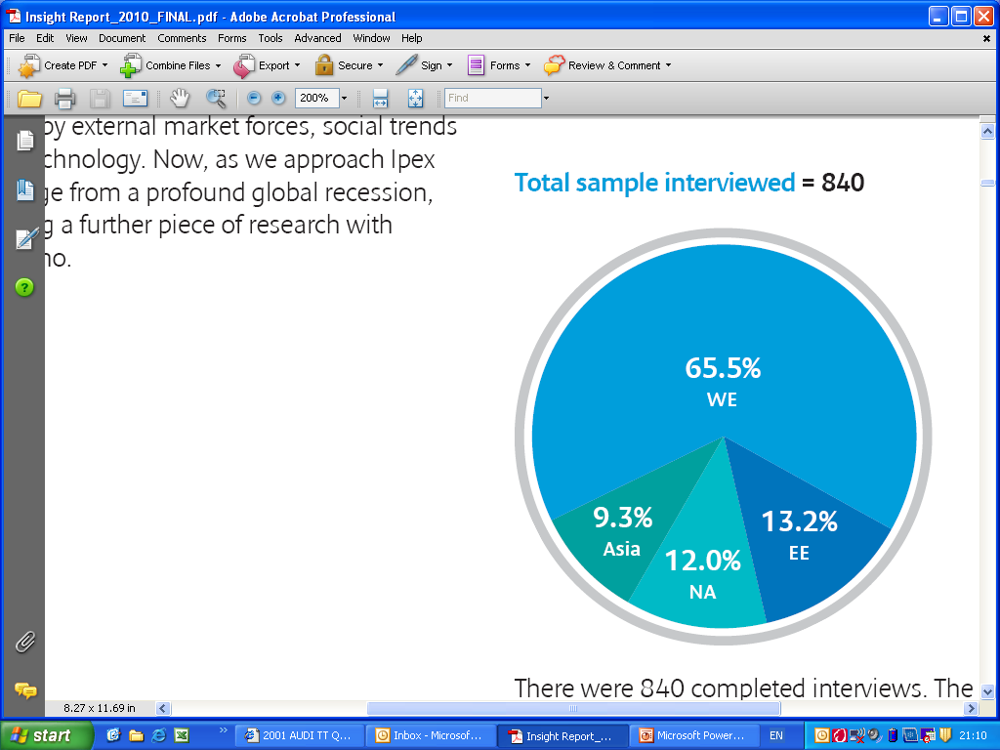 Insight Report_2010_FINAL.pdf - Adobe Acrobat Professional
File Edit View Document Comments Forms Tools Advanced Window Help
Create PDF Combine Files Export Secure Sign Forms Review & Comment
200% Find
by external market forces, social trends
chnology. Now, as we approach Ipex
ge from a profound global recession,
g a further piece of research with
no.
Total sample interviewed = 840
65.5%
WE
9.3%
Asia
12.0%
NA
13.2%
EE
There were 840 completed interviews. The
8.27 x 11.69 in
start 2001 AUDI TT Q... Inbox - Microsof... Insight Report_... Microsoft Power... EN 21:10